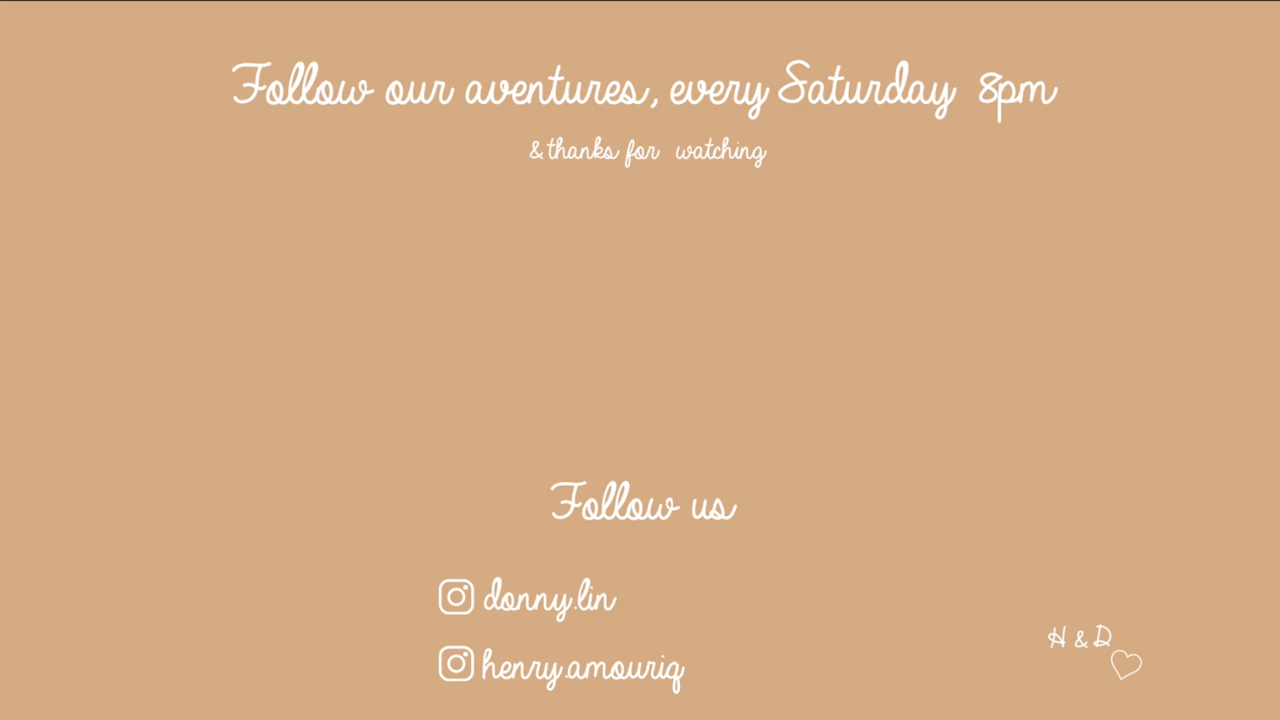 Follow our aventures, every Saturday 8pm
& thanks for watching
Follow us
donny.lin
henry.amouriq
H & D